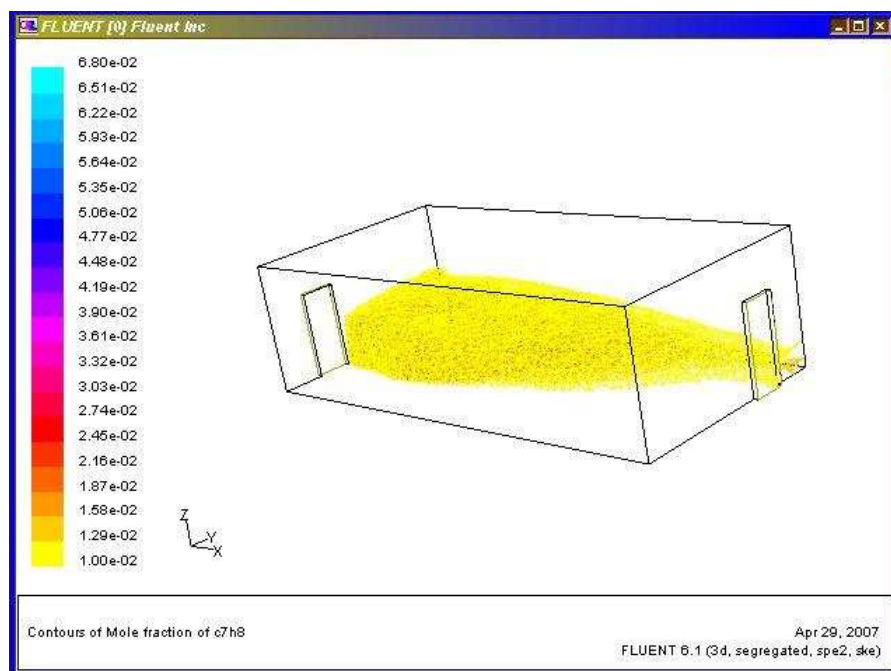 FLUENT [0] Fluent Inc
6.80e-02
6.51e-02
6.22e-02
5.93e-02
5.64e-02
5.35e-02
5.06e-02
4.77e-02
4.48e-02
4.19e-02
3.90e-02
3.61e-02
3.32e-02
3.03e-02
2.74e-02
2.45e-02
2.16e-02
1.87e-02
1.58e-02
1.29e-02
1.00e-02
Z
Y
X
Contours of Mole fraction of c7h8
Apr 29, 2007
FLUENT 6.1 (3d, segregated, spe2, ske)